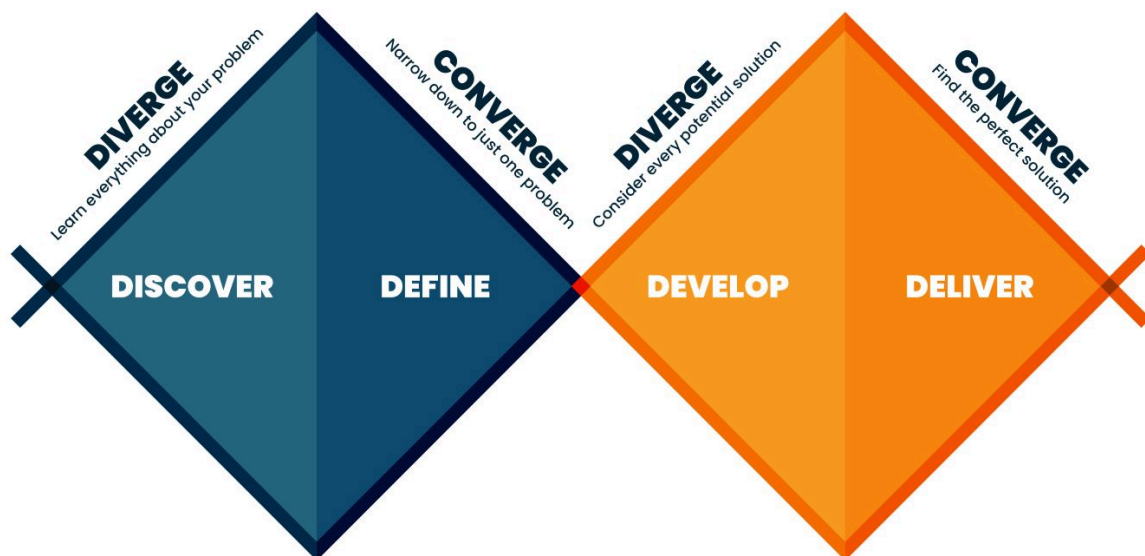 DIVERGE
Learn everything about your problem
CONVERGE
Narrow down to just one problem
DIVERGE
Consider every potential solution
CONVERGE
Find the perfect solution
DISCOVER
DEFINE
DEVELOP
DELIVER